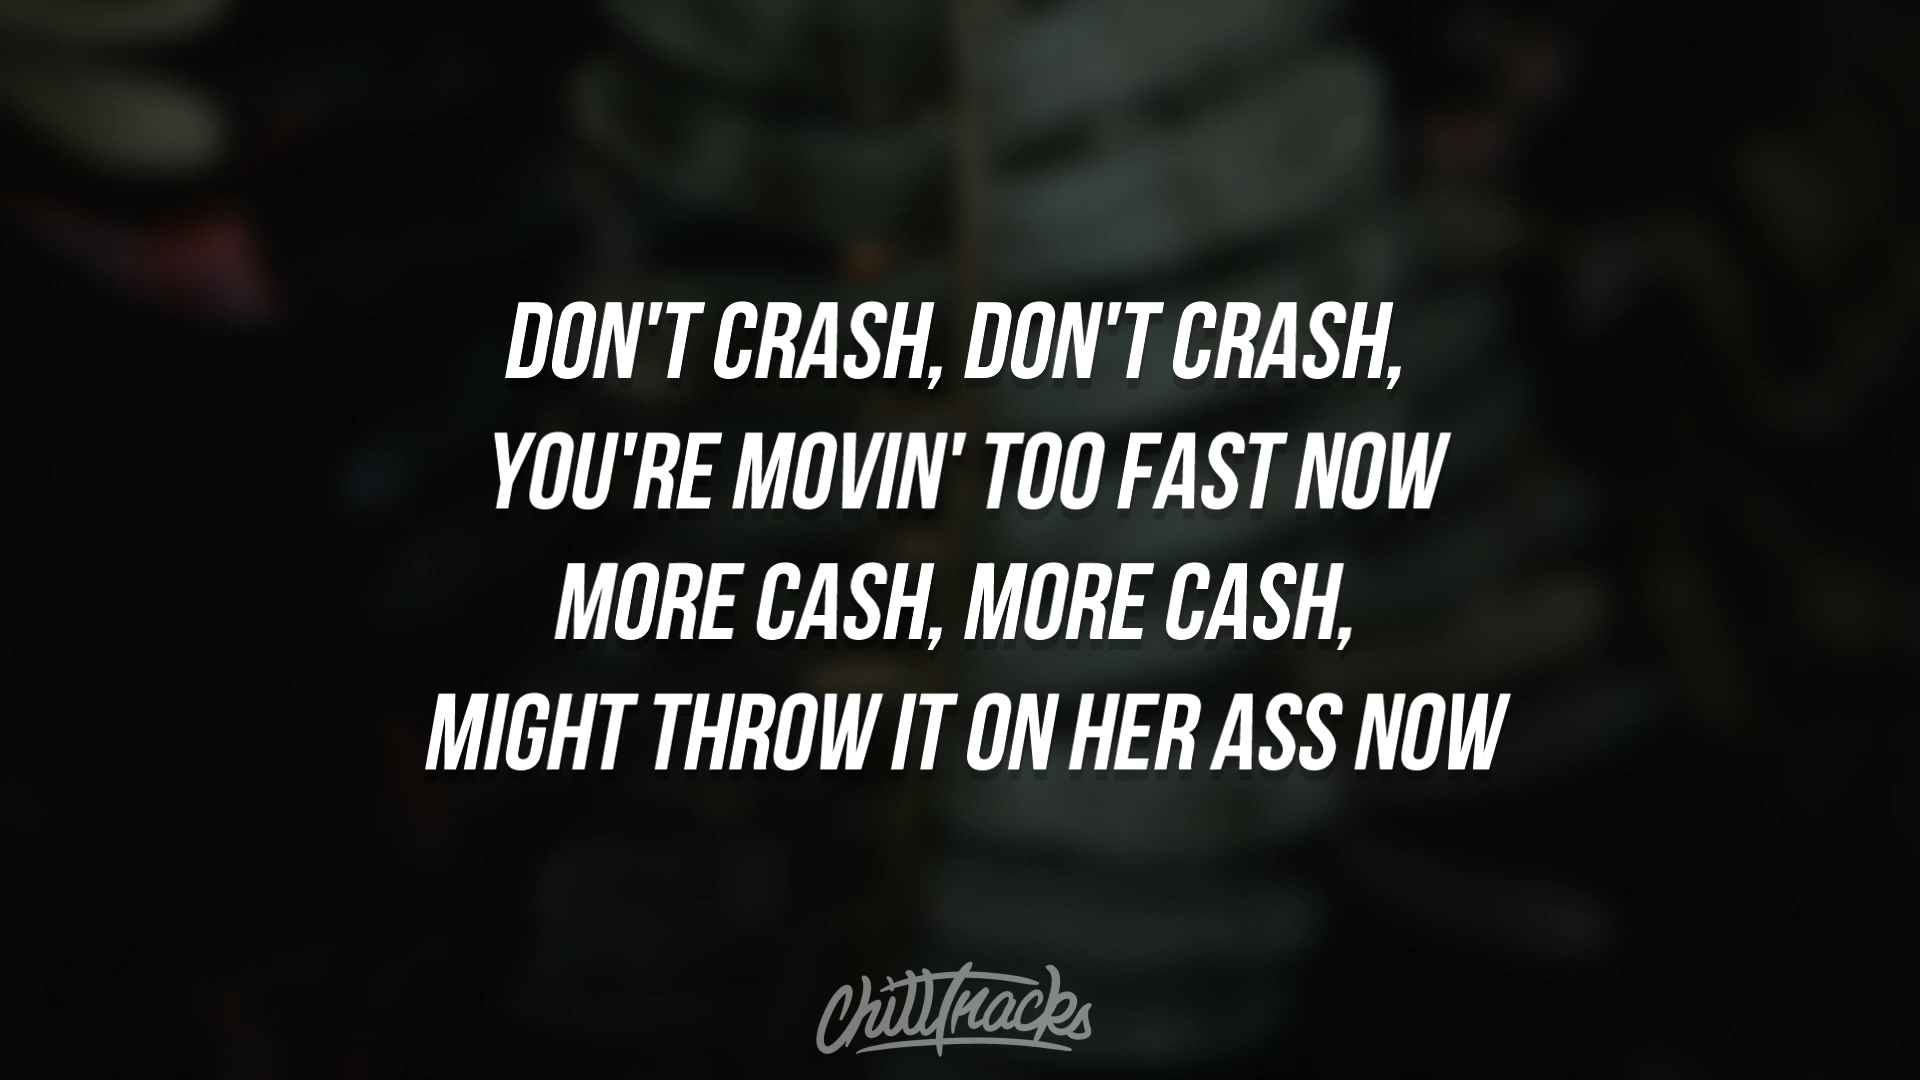 DON'T CRASH, DON'T CRASH,
YOU'RE MOVIN' TOO FAST NOW
MORE CASH, MORE CASH,
MIGHT THROW IT ON HER ASS NOW
ChillTracks